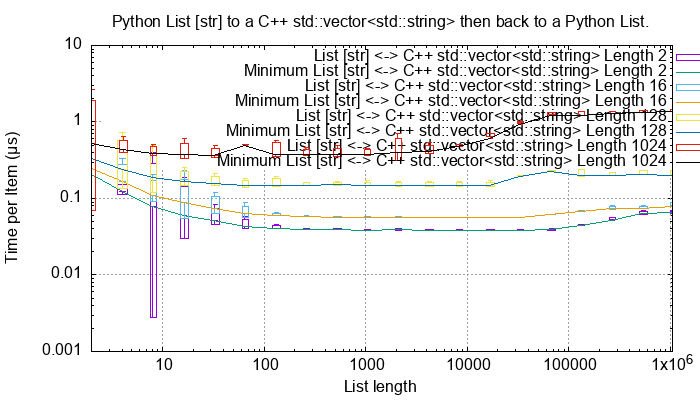 Python List [str] to a C++ std::vector<std::string> then back to a Python List.
10
1
0.1
0.01
0.001
Time per Item (µs)
List [str] <-> C++ std::vector<std::string> Length 2
Minimum List [str] <-> C++ std::vector<std::string> Length 2
List [str] <-> C++ std::vector<std::string> Length 16
Minimum List [str] <-> C++ std::vector<std::string> Length 16
List [str] <-> C++ std::vector<std::string> Length 128
Minimum List [str] <-> C++ std::vector<std::string> Length 128
List [str] <-> C++ std::vector<std::string> Length 1024
Minimum List [str] <-> C++ std::vector<std::string> Length 1024
10
100
1000
10000
100000
1x10⁶
List length